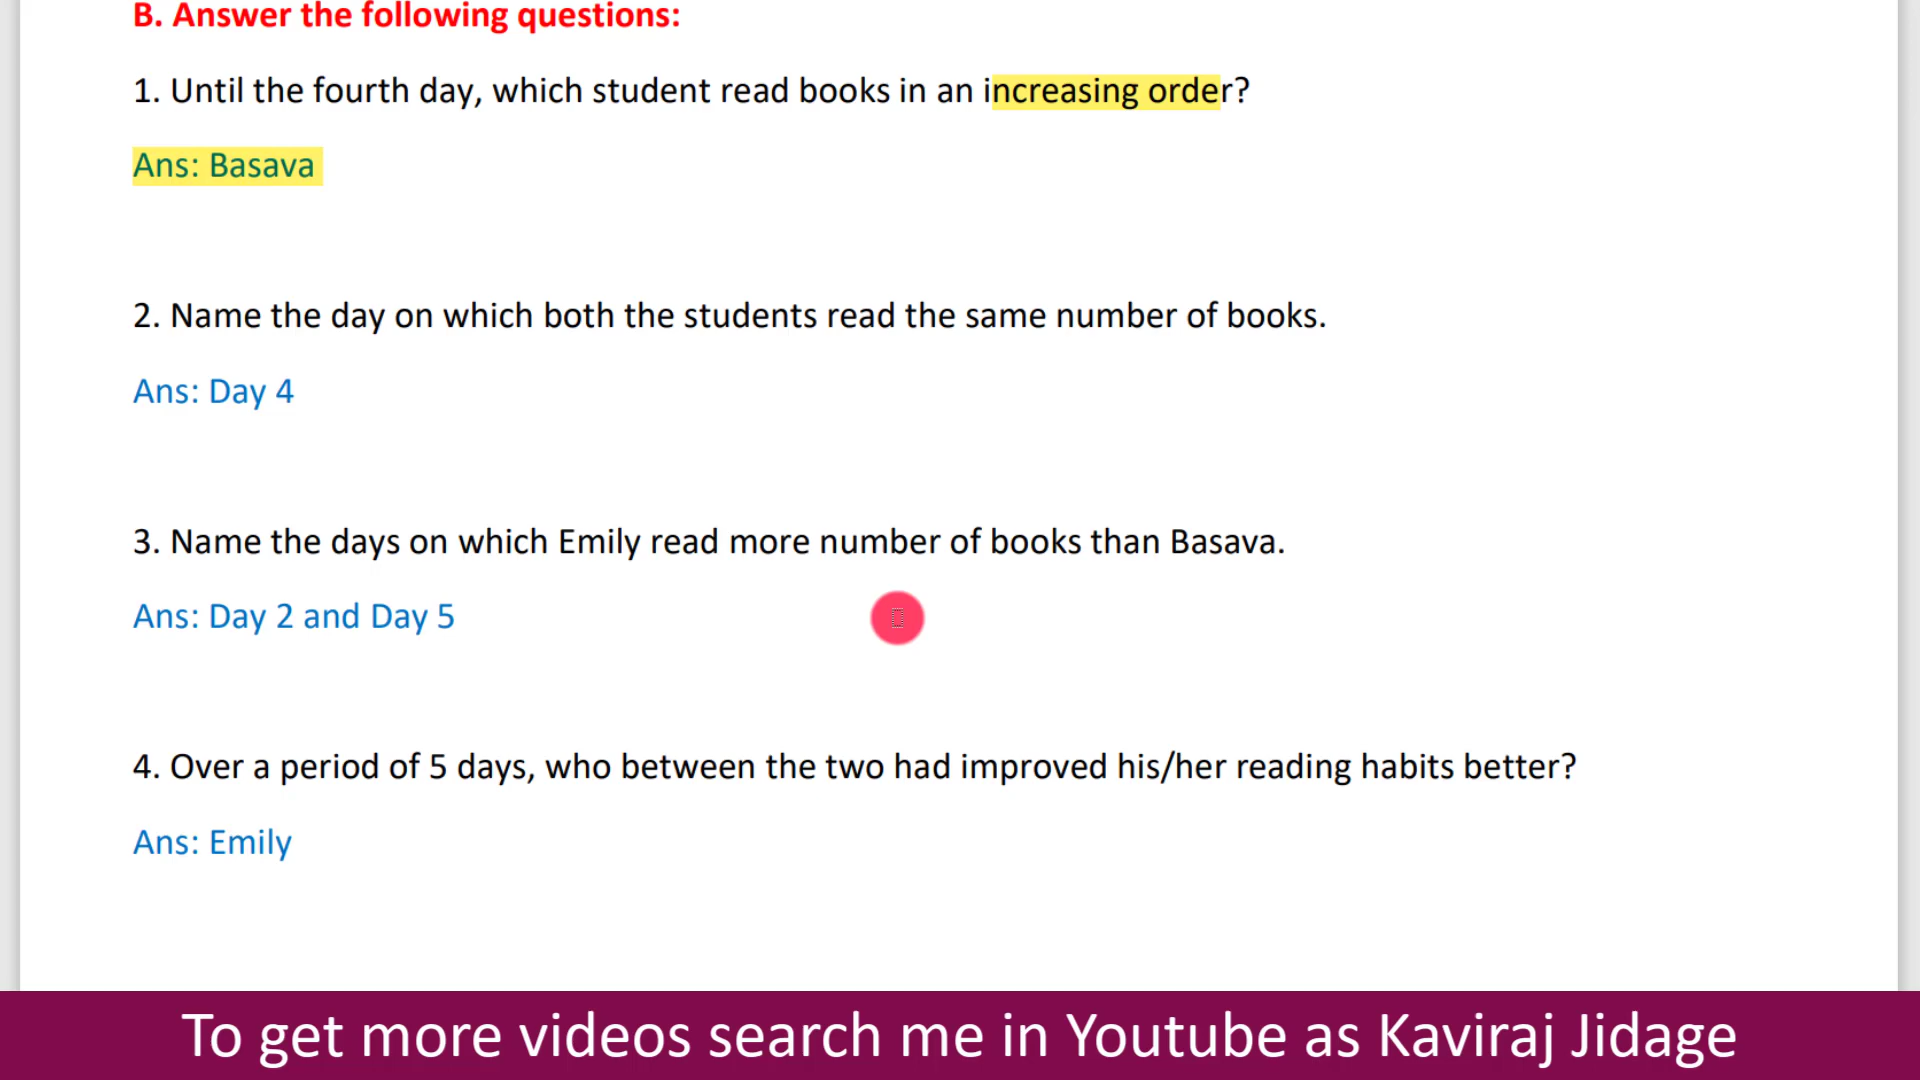 B. Answer the following questions:
1. Until the fourth day, which student read books in an increasing order?
Ans: Basava
2. Name the day on which both the students read the same number of books.
Ans: Day 4
3. Name the days on which Emily read more number of books than Basava.
Ans: Day 2 and Day 5
4. Over a period of 5 days, who between the two had improved his/her reading habits better?
Ans: Emily
To get more videos search me in Youtube as Kaviraj Jidage